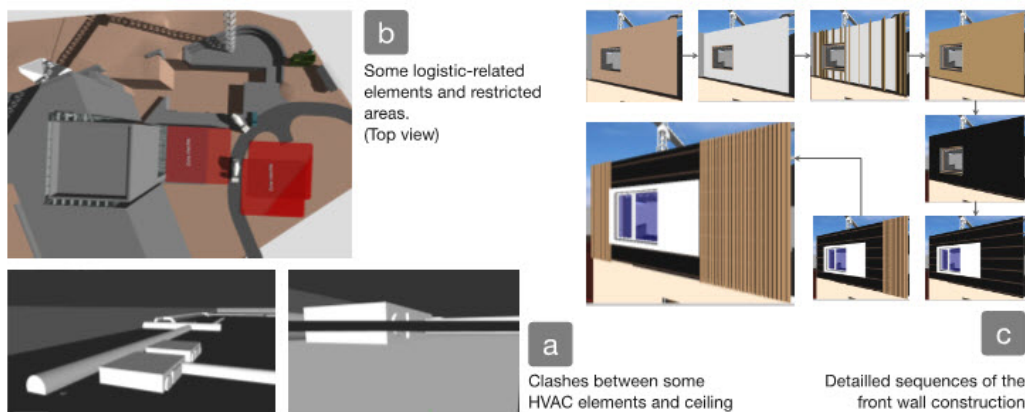 b
Some logistic-related
elements and restricted
areas.
(Top view)
a
Clashes between some
HVAC elements and ceiling
c
Detailled sequences of the
front wall construction